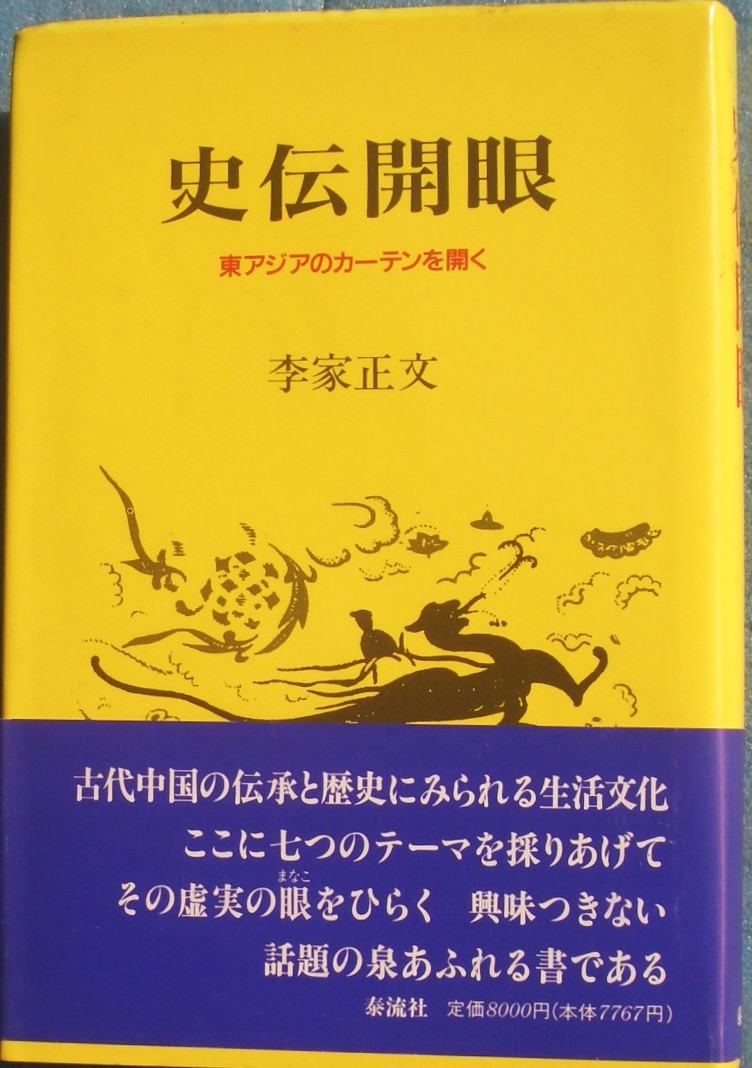 史伝開眼
東アジアのカーテンを開く
李家正文
古代中国の伝承と歴史にみられる生活文化
ここに七つのテーマを採りあげて
まなこ
その虚実の眼をひらく 興味つきない
話題の泉あふれる書である
泰流社 定価8000円(本体7767円)
史伝開眼